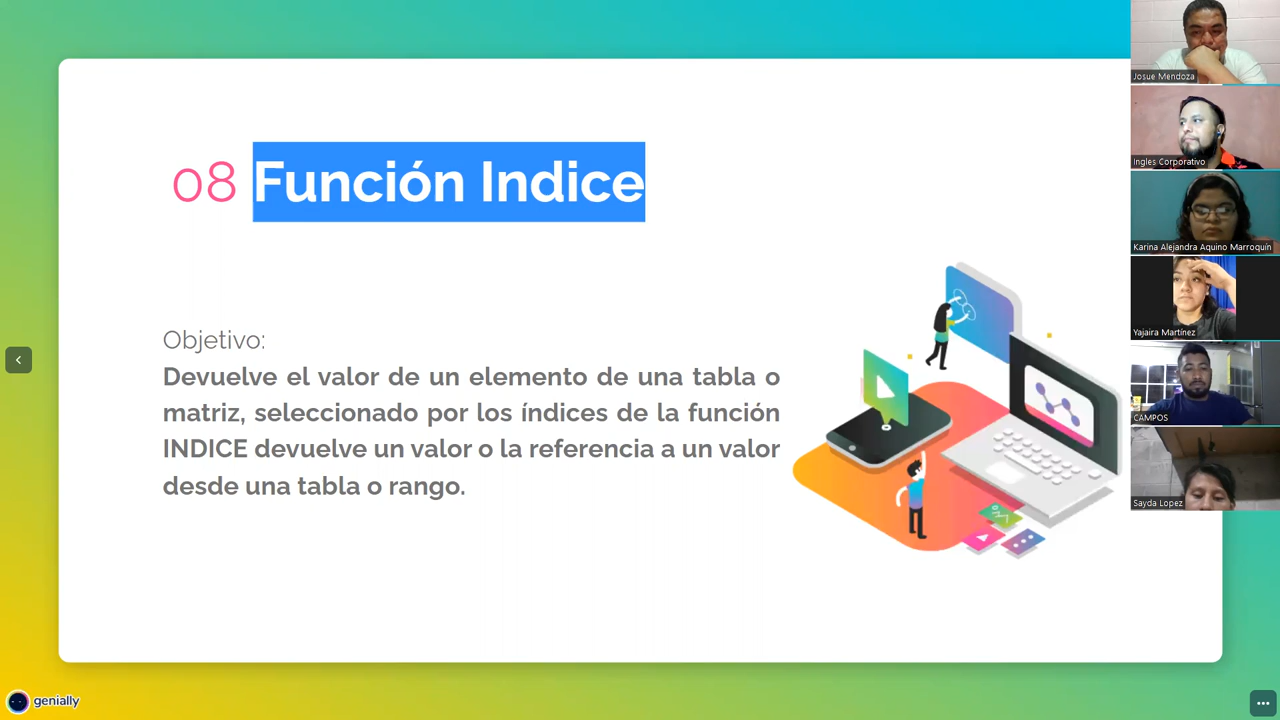 08 Función Indice
Objetivo:
Devuelve el valor de un elemento de una tabla o
matriz, seleccionado por los índices de la función
INDICE devuelve un valor o la referencia a un valor
desde una tabla o rango.
Josue Mendoza
Ingles Corporativo
Karina Alejandra Aquino Marroquín
Yajaira Martínez
CAMPOS
Sayda Lopez
genially